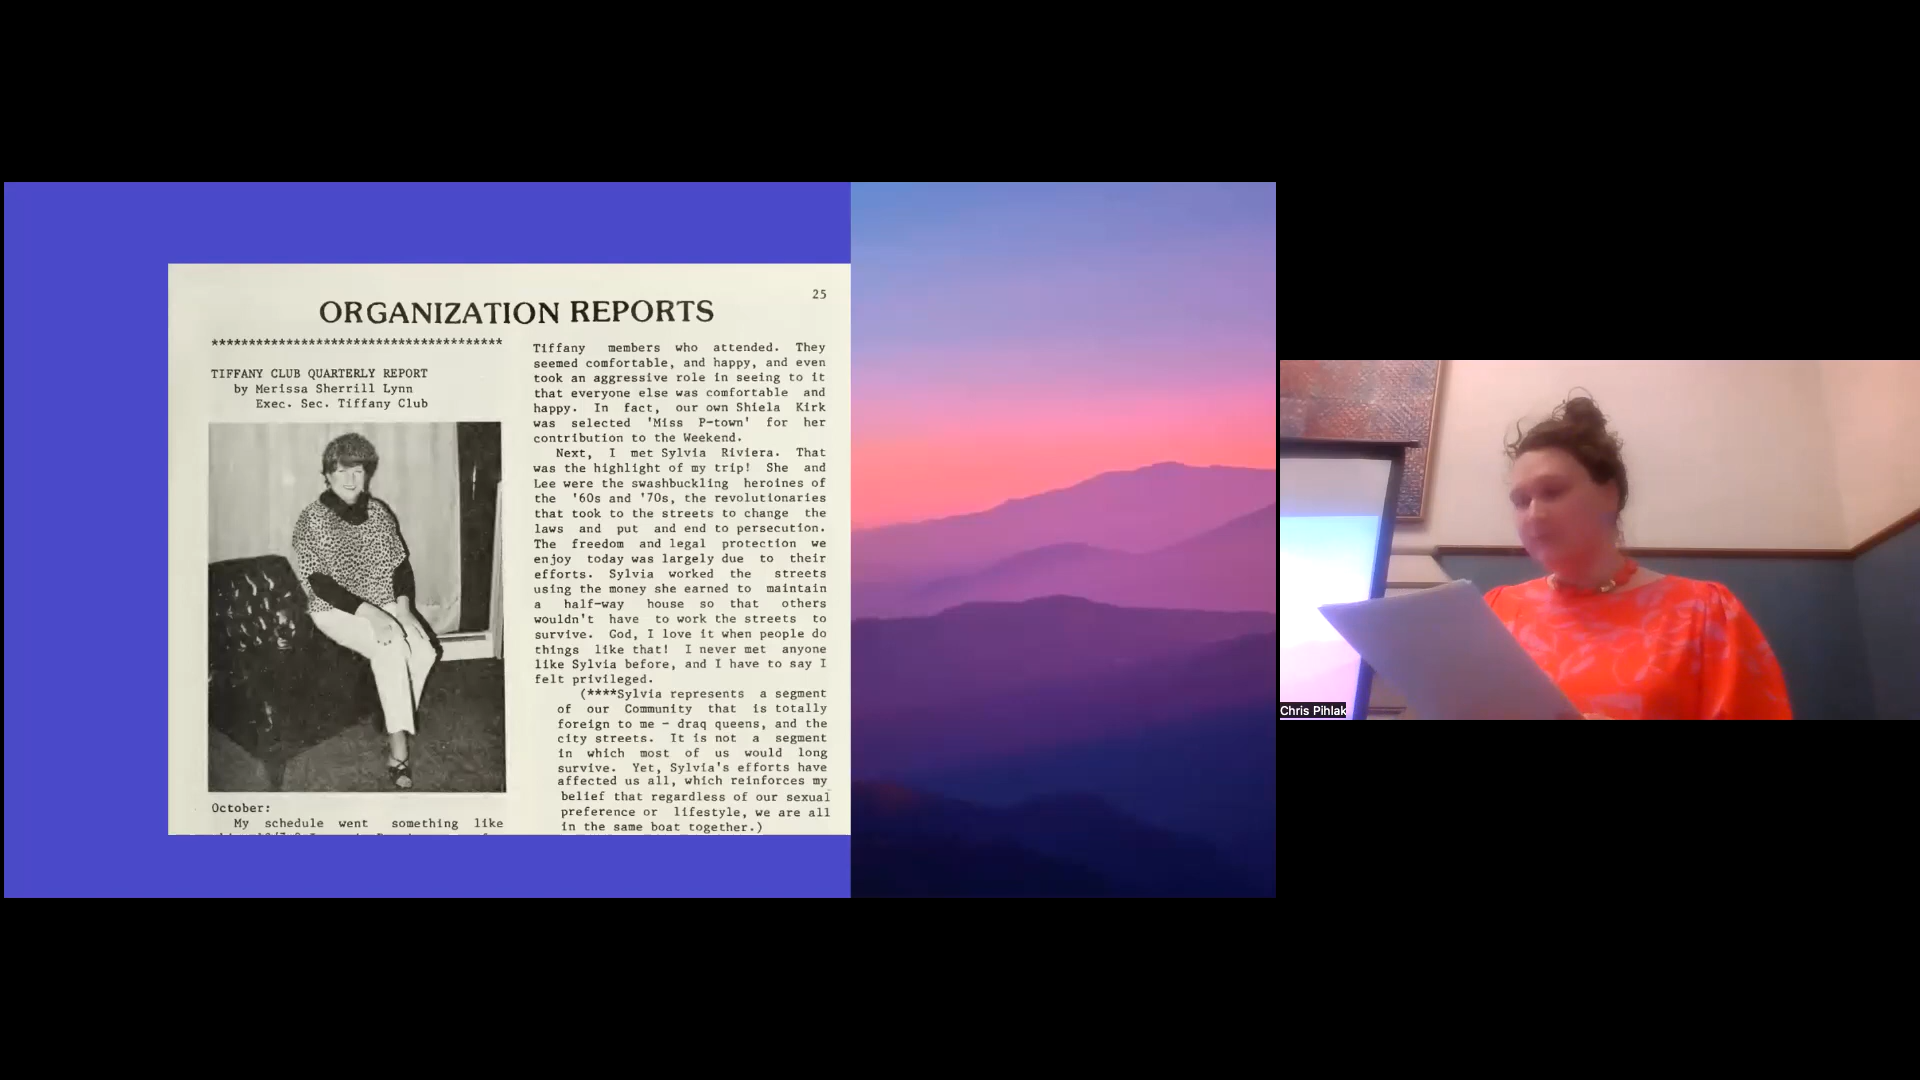 25
ORGANIZATION REPORTS
***************************************
TIFFANY CLUB QUARTERLY REPORT
by Merissa Sherrill Lynn
Exec. Sec. Tiffany Club
October:
My schedule went something like
Tiffany members who attended. They
seemed comfortable, and happy, and even
took an aggressive role in seeing to it
that everyone else was comfortable and
happy. In fact, our own Shiela Kirk
was selected 'Miss P-town' for her
contribution to the Weekend.
Next, I met Sylvia Riviera. That
was the highlight of my trip! She and
Lee were the swashbuckling heroines of
the '60s and '70s, the revolutionaries
that took to the streets to change the
laws and put and end to persecution.
The freedom and legal protection we
enjoy today was largely due to their
efforts. Sylvia worked the streets
using the money she earned to maintain
a half-way house so that others
wouldn't have to work the streets to
survive. God, I love it when people do
things like that! I never met anyone
like Sylvia before, and I have to say I
felt privileged.
(****Sylvia represents a segment
of our Community that is totally
foreign to me - draq queens, and the
city streets. It is not a segment
in which most of us would long
survive. Yet, Sylvia's efforts have
affected us all, which reinforces my
belief that regardless of our sexual
preference or lifestyle, we are all
in the same boat together.)
Chris Pihlak